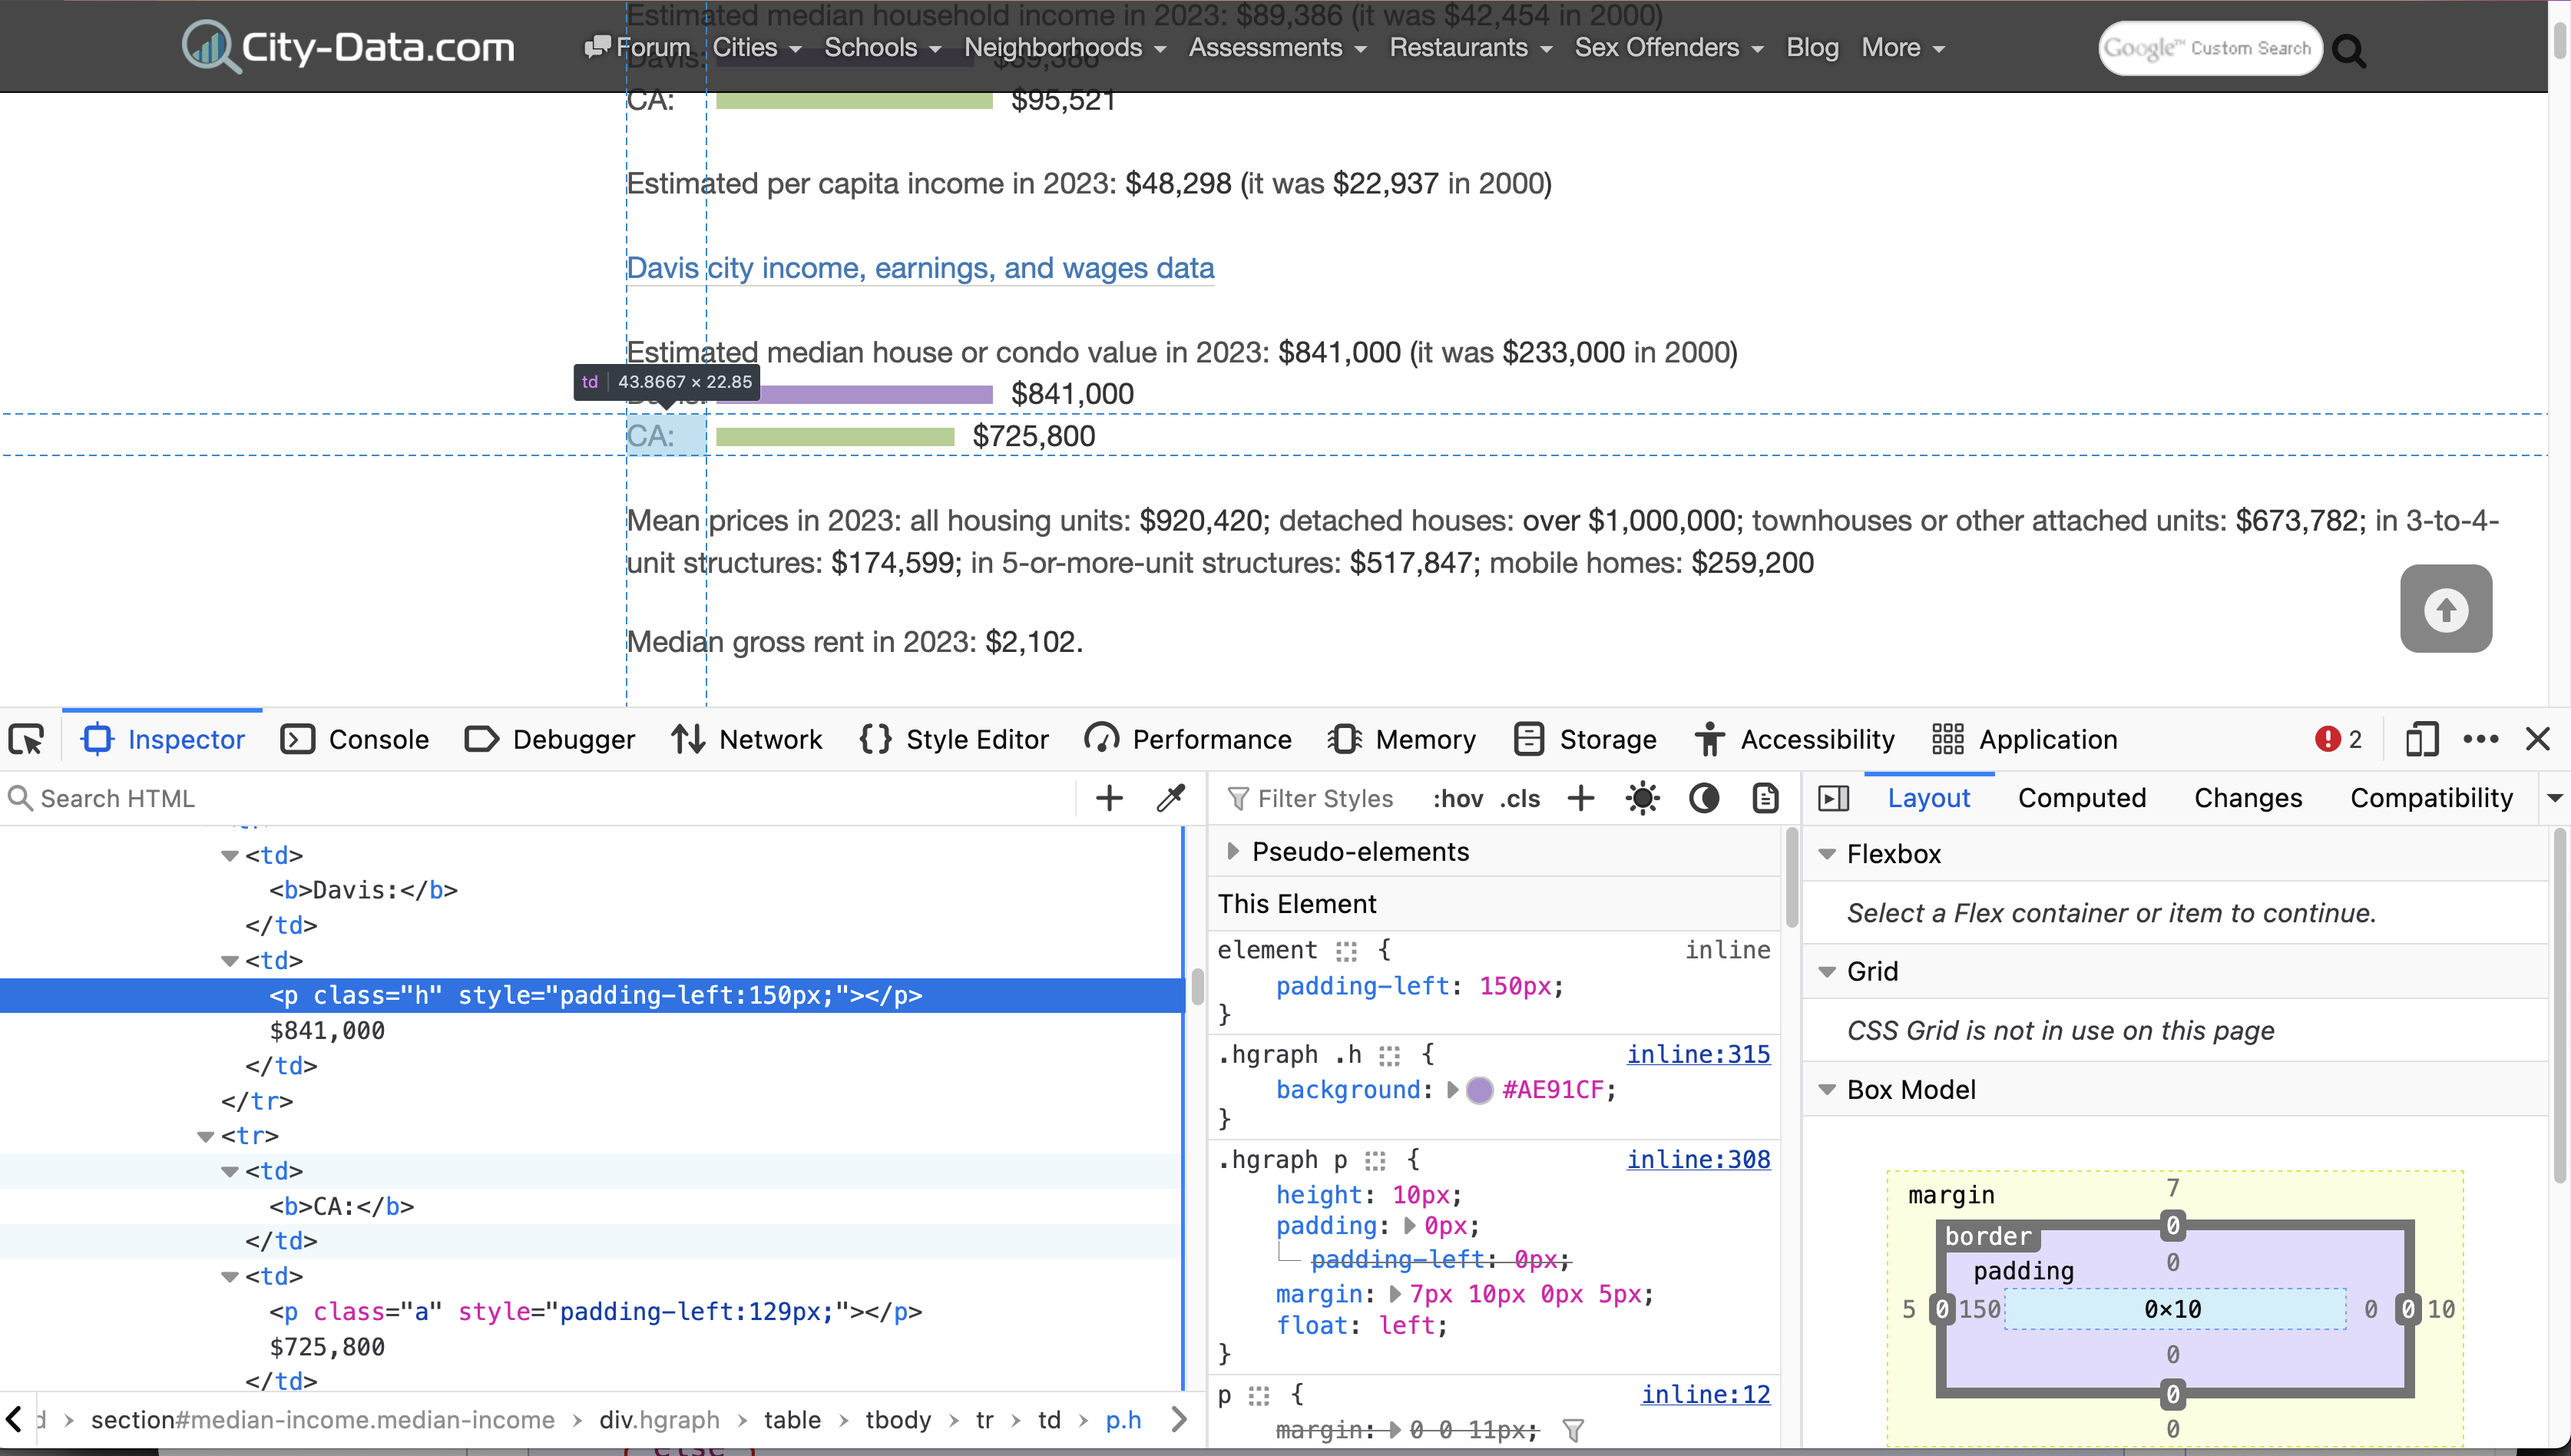 Estimated median household income in 2023: $89,386 (it was $42,454 in 2000)
City-Data.com Forum Cities Schools Neighborhoods Assessments Restaurants Sex Offenders Blog More Google™ Custom Search
Davis: $89,386
CA: $95,521
Estimated per capita income in 2023: $48,298 (it was $22,937 in 2000)
Davis city income, earnings, and wages data
Estimated median house or condo value in 2023: $841,000 (it was $233,000 in 2000)
td 43.8667 × 22.85
$841,000
CA: $725,800
Mean prices in 2023: all housing units: $920,420; detached houses: over $1,000,000; townhouses or other attached units: $673,782; in 3-to-4-
unit structures: $174,599; in 5-or-more-unit structures: $517,847; mobile homes: $259,200
Median gross rent in 2023: $2,102.
Inspector Console Debugger Network Style Editor Performance Memory Storage Accessibility Application 2
Search HTML
<td>
<b>Davis:</b>
</td>
<td>
<p class="h" style="padding-left:150px;"></p>
$841,000
</td>
</tr>
<tr>
<td>
<b>CA:</b>
</td>
<td>
<p class="a" style="padding-left:129px;"></p>
$725,800
</td>
section#median-income.median-income > div.hgraph > table > tbody > tr > td > p.h
Filter Styles :hov .cls
Pseudo-elements
This Element
element { inline
padding-left: 150px;
}
.hgraph .h { inline:315
background: #AE91CF;
}
.hgraph p { inline:308
height: 10px;
padding: 0px;
padding-left: 0px;
margin: 7px 10px 0px 5px;
float: left;
}
p { inline:12
margin: 0 0 11px;
Layout Computed Changes Compatibility
Flexbox
Select a Flex container or item to continue.
Grid
CSS Grid is not in use on this page
Box Model
margin 7
border 0
padding 0
5 0 150 0×10 0 0 10
0
0
0